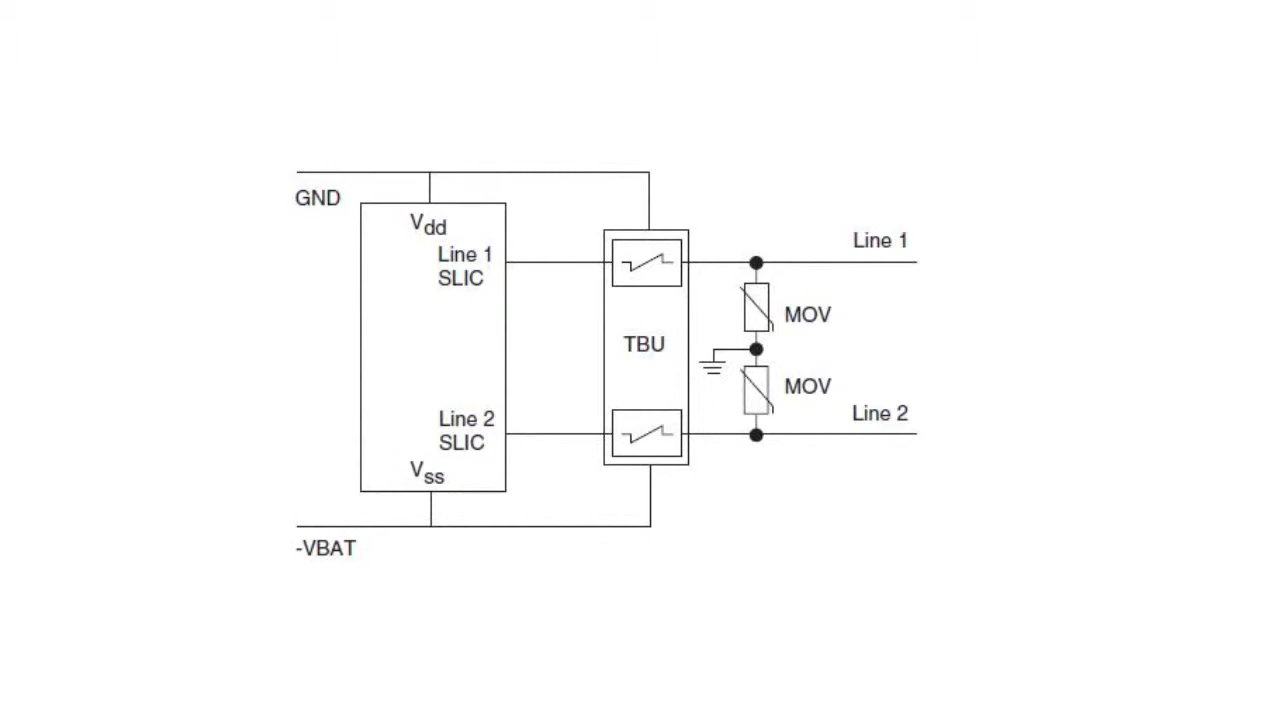 GND
Vdd
Line 1
SLIC
Line 1
MOV
TBU
MOV
Line 2
Line 2
SLIC
Vss
-VBAT